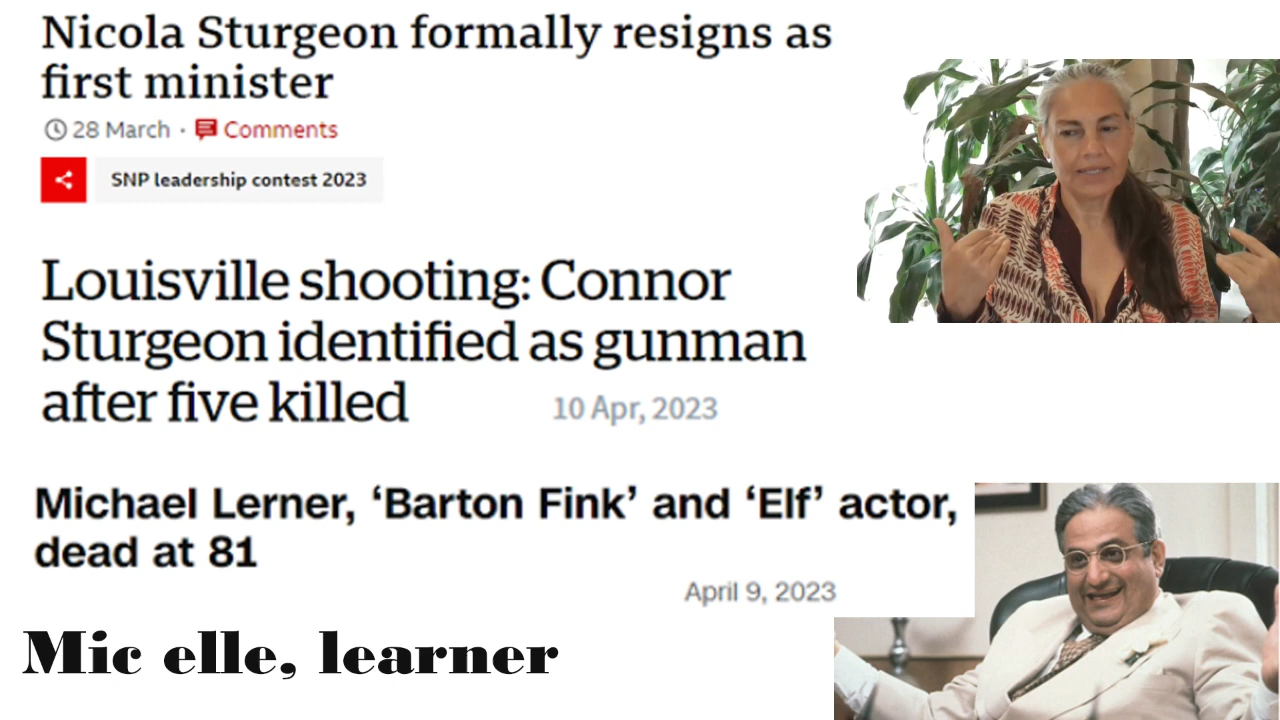 Nicola Sturgeon formally resigns as
first minister
28 March · Comments
SNP leadership contest 2023
Louisville shooting: Connor
Sturgeon identified as gunman
after five killed
10 Apr, 2023
Michael Lerner, ‘Barton Fink’ and ‘Elf’ actor,
dead at 81
April 9, 2023
Mic elle, learner